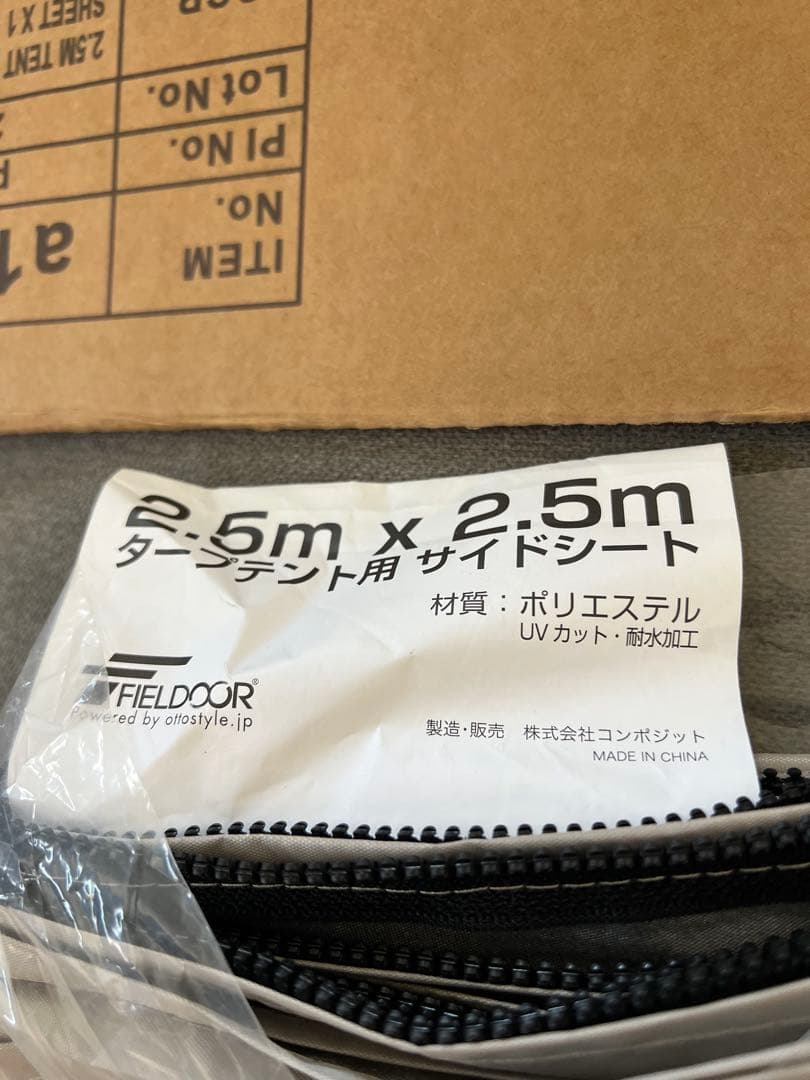 ITEM No.
a
PI No.
Lot No.
2.5M TENT
SHEET X 1
2.5m x 2.5m
タープテント用 サイドシート
材質：ポリエステル
UVカット・耐水加工
FIELDOOR®
Powered by ottostyle.jp
製造・販売 株式会社コンポジット
MADE IN CHINA